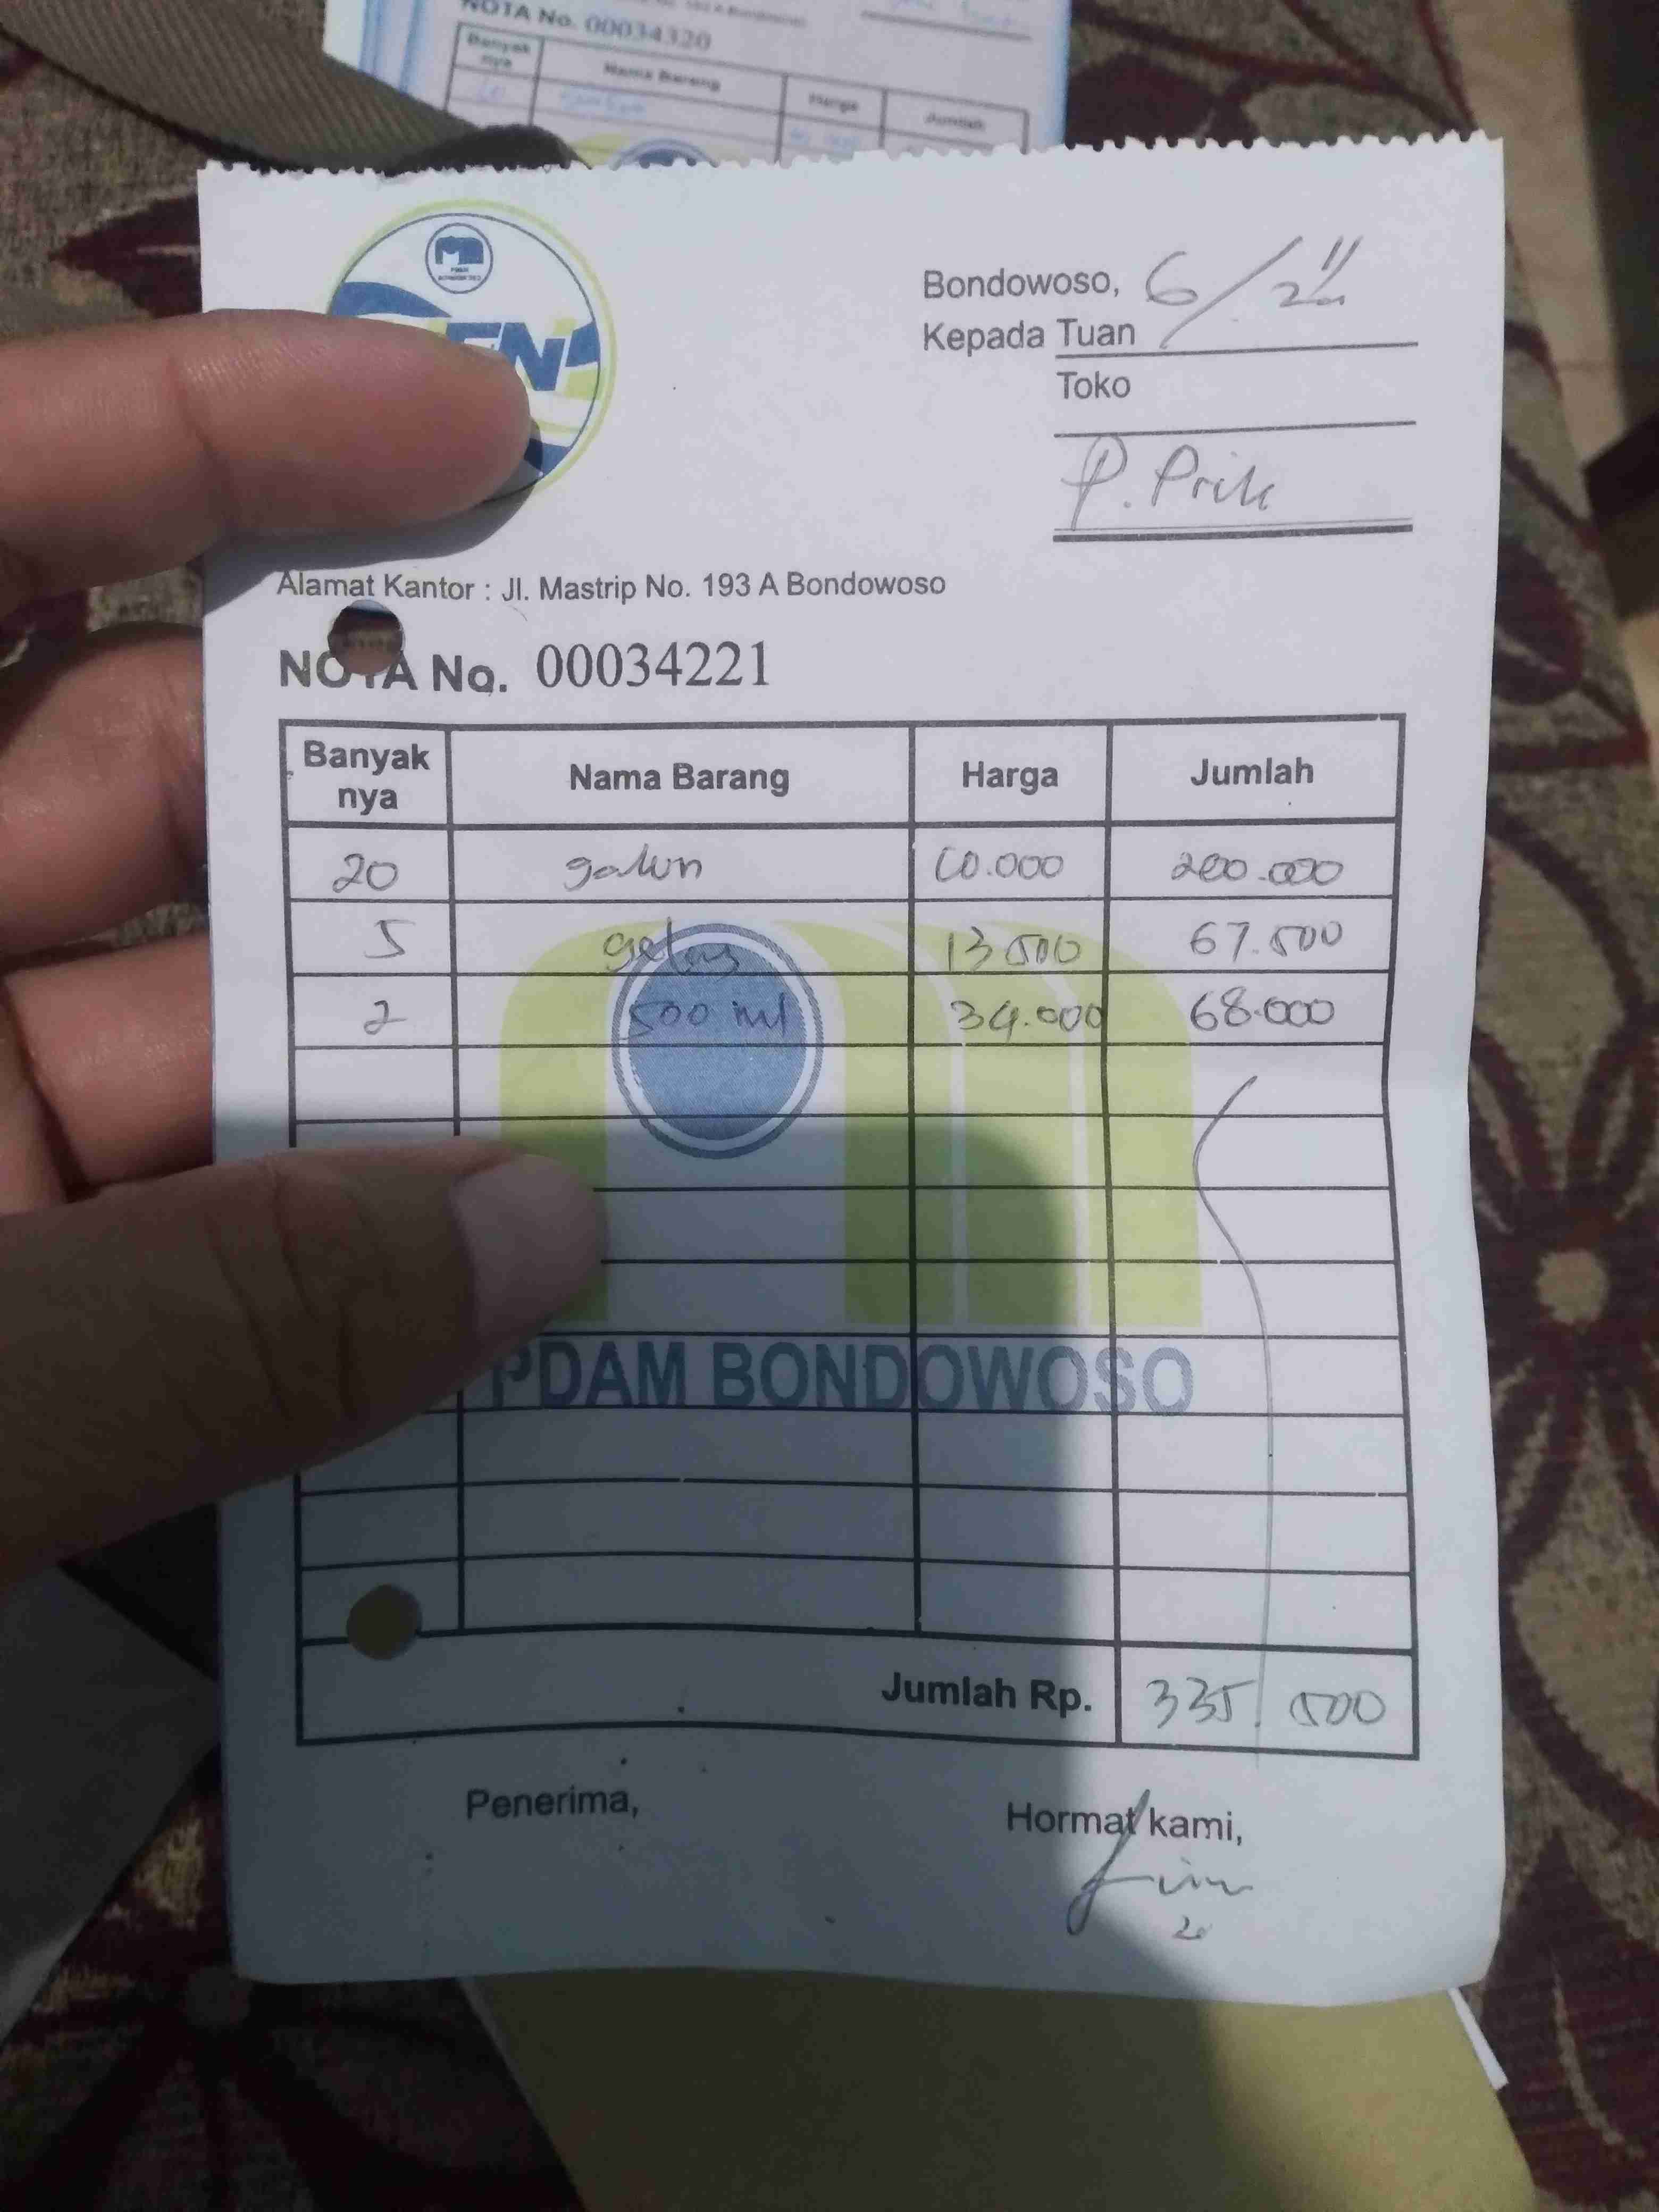 NOTA No. 00034320
Banyak nya Nama Barang Harga Jumlah
Bondowoso, 6/11
Kepada Tuan
Toko
P. Prik
Alamat Kantor : Jl. Mastrip No. 193 A Bondowoso
NOTA No. 00034221
Banyak nya Nama Barang Harga Jumlah
20 galon 10.000 200.000
5 gelas 13.500 67.500
2 500 ml 34.000 68.000
PDAM BONDOWOSO
Jumlah Rp. 335.500
Penerima, Hormat kami,